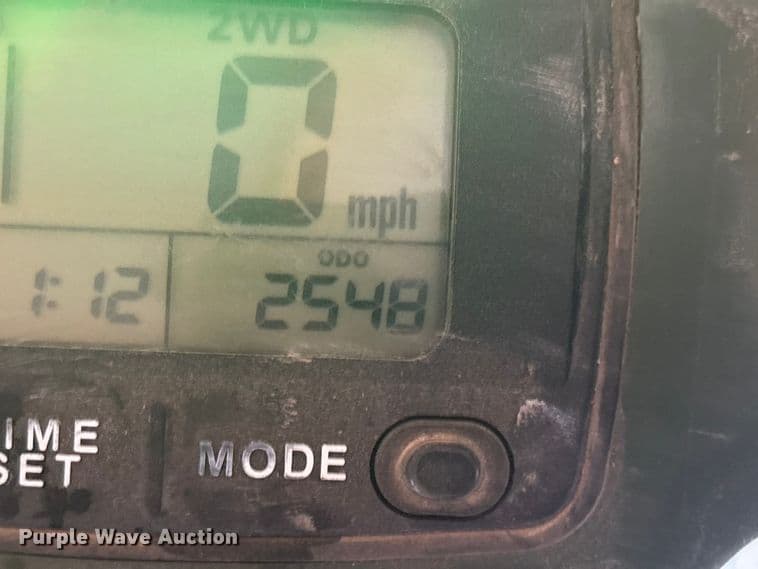 2WD
0 mph
ODO
1:12 2548
IME
SET MODE
Purple Wave Auction